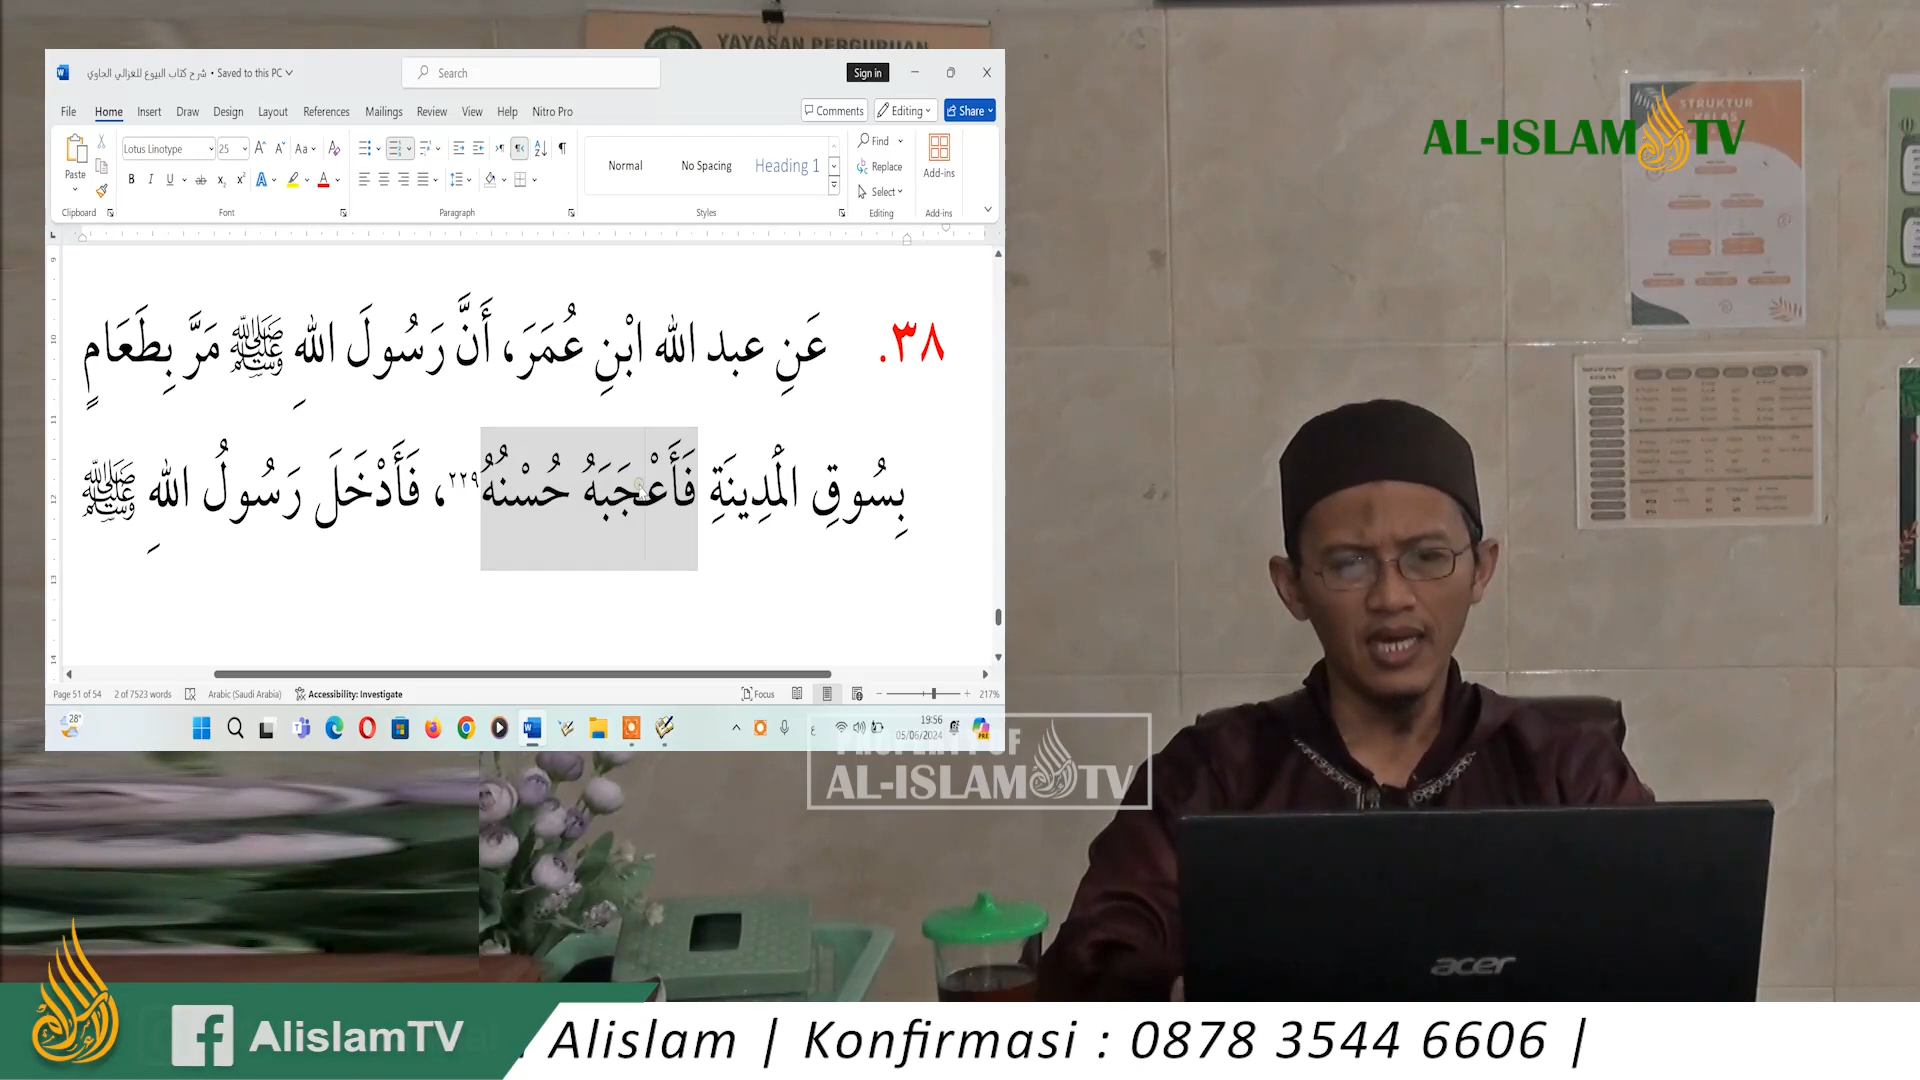 YAYASAN PERGURUAN
شرح كتاب البيوع للغزالي الحاوي • Saved to this PC
Search
Sign in
File Home Insert Draw Design Layout References Mailings Review View Help Nitro Pro
Comments Editing Share
Paste
Lotus Linotype 25
Normal No Spacing Heading 1
Find
Replace
Select
Add-ins
Clipboard Font Paragraph Styles Editing Add-ins
٣٨. عَنِ عبد الله ابْنِ عُمَرَ، أَنَّ رَسُولَ اللهِ ﷺ مَرَّ بِطَعَامٍ
بِسُوقِ الْمَدِينَةِ فَأَعْجَبَهُ حُسْنُهُ٢٢٩، فَأَدْخَلَ رَسُولُ اللهِ ﷺ
Page 51 of 54 2 of 7523 words Arabic (Saudi Arabia) Accessibility: Investigate Focus 217%
28°
19:56
05/06/2024
AL-ISLAM TV
STRUKTUR
KELAS
PROPERTY OF
AL-ISLAM TV
acer
AlislamTV
Alislam | Konfirmasi : 0878 3544 6606 |